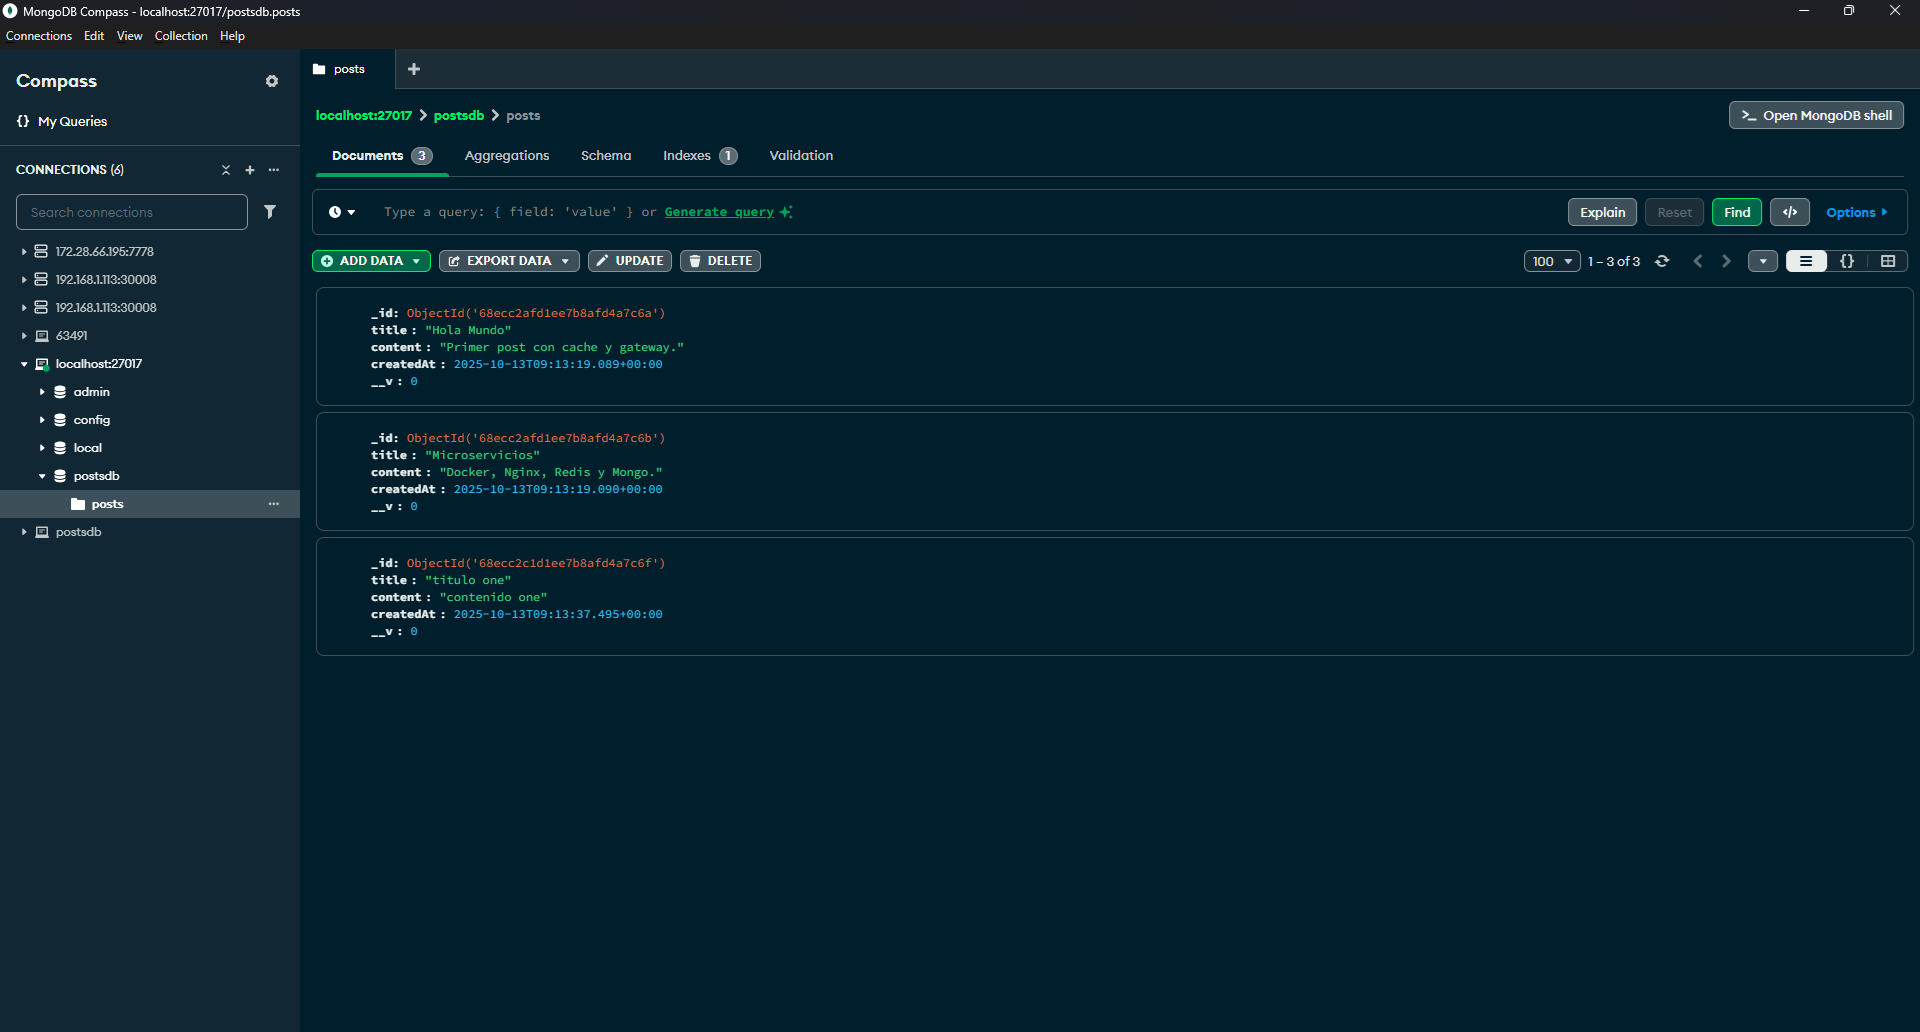 MongoDB Compass - localhost:27017/postsdb.posts
Connections Edit View Collection Help
Compass
{} My Queries
CONNECTIONS (6)
Search connections
172.28.66.195:7778
192.168.1.113:30008
192.168.1.113:30008
63491
localhost:27017
admin
config
local
postsdb
posts
postsdb
posts
localhost:27017 > postsdb > posts
>_ Open MongoDB shell
Documents 3 Aggregations Schema Indexes 1 Validation
Type a query: { field: 'value' } or Generate query
Explain Reset Find </> Options
ADD DATA EXPORT DATA UPDATE DELETE
100 1 – 3 of 3 {}
_id: ObjectId('68ecc2afd1ee7b8afd4a7c6a')
title : "Hola Mundo"
content : "Primer post con cache y gateway."
createdAt : 2025-10-13T09:13:19.089+00:00
__v : 0
_id: ObjectId('68ecc2afd1ee7b8afd4a7c6b')
title : "Microservicios"
content : "Docker, Nginx, Redis y Mongo."
createdAt : 2025-10-13T09:13:19.090+00:00
__v : 0
_id: ObjectId('68ecc2c1d1ee7b8afd4a7c6f')
title : "titulo one"
content : "contenido one"
createdAt : 2025-10-13T09:13:37.495+00:00
__v : 0